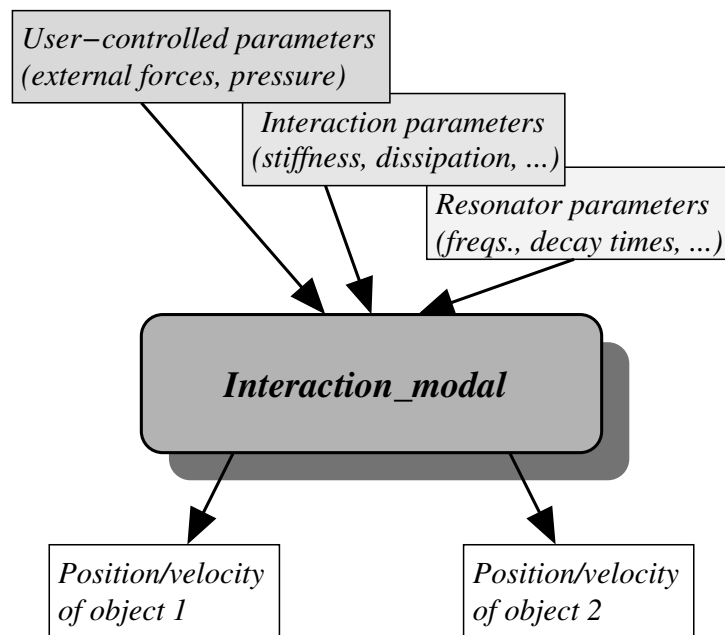 User−controlled parameters
(external forces, pressure)
Interaction parameters
(stiffness, dissipation, ...)
Resonator parameters
(freqs., decay times, ...)
Interaction_modal
Position/velocity
of object 1
Position/velocity
of object 2